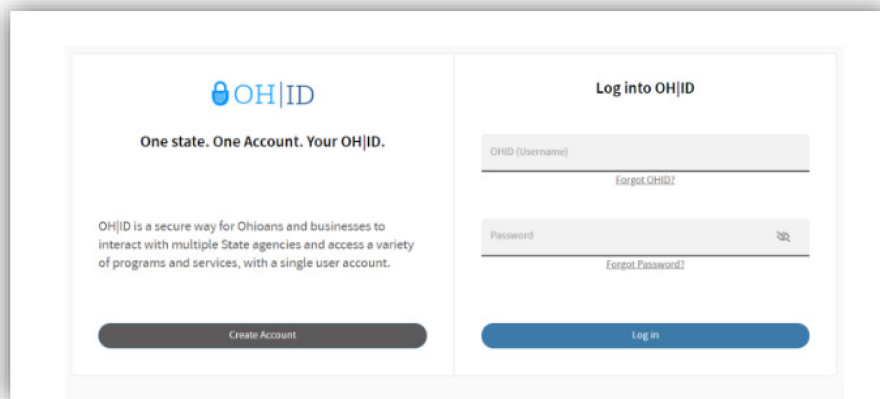 OH|ID
One state. One Account. Your OH|ID.
OH|ID is a secure way for Ohioans and businesses to
interact with multiple State agencies and access a variety
of programs and services, with a single user account.
Create Account
Log into OH|ID
OHID (Username)
Forgot OHID?
Password
Forgot Password?
Log in